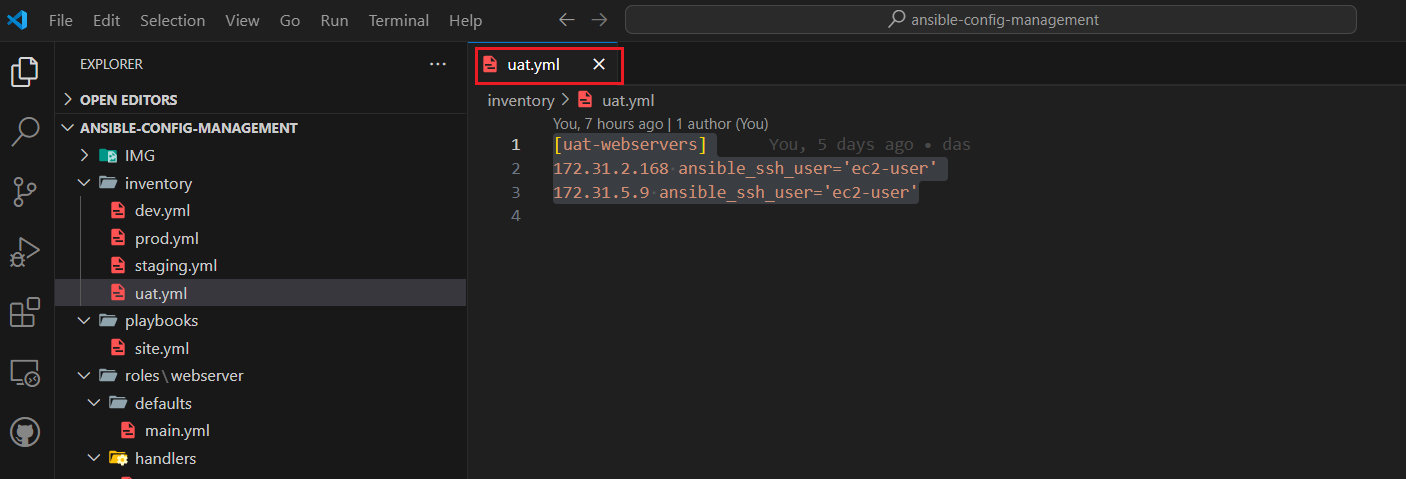 File Edit Selection View Go Run Terminal Help
ansible-config-management
EXPLORER
OPEN EDITORS
ANSIBLE-CONFIG-MANAGEMENT
IMG
inventory
dev.yml
prod.yml
staging.yml
uat.yml
playbooks
site.yml
roles\webserver
defaults
main.yml
handlers
uat.yml
inventory > uat.yml
You, 7 hours ago | 1 author (You)
1 [uat-webservers] You, 5 days ago • das
2 172.31.2.168 ansible_ssh_user='ec2-user'
3 172.31.5.9 ansible_ssh_user='ec2-user'
4